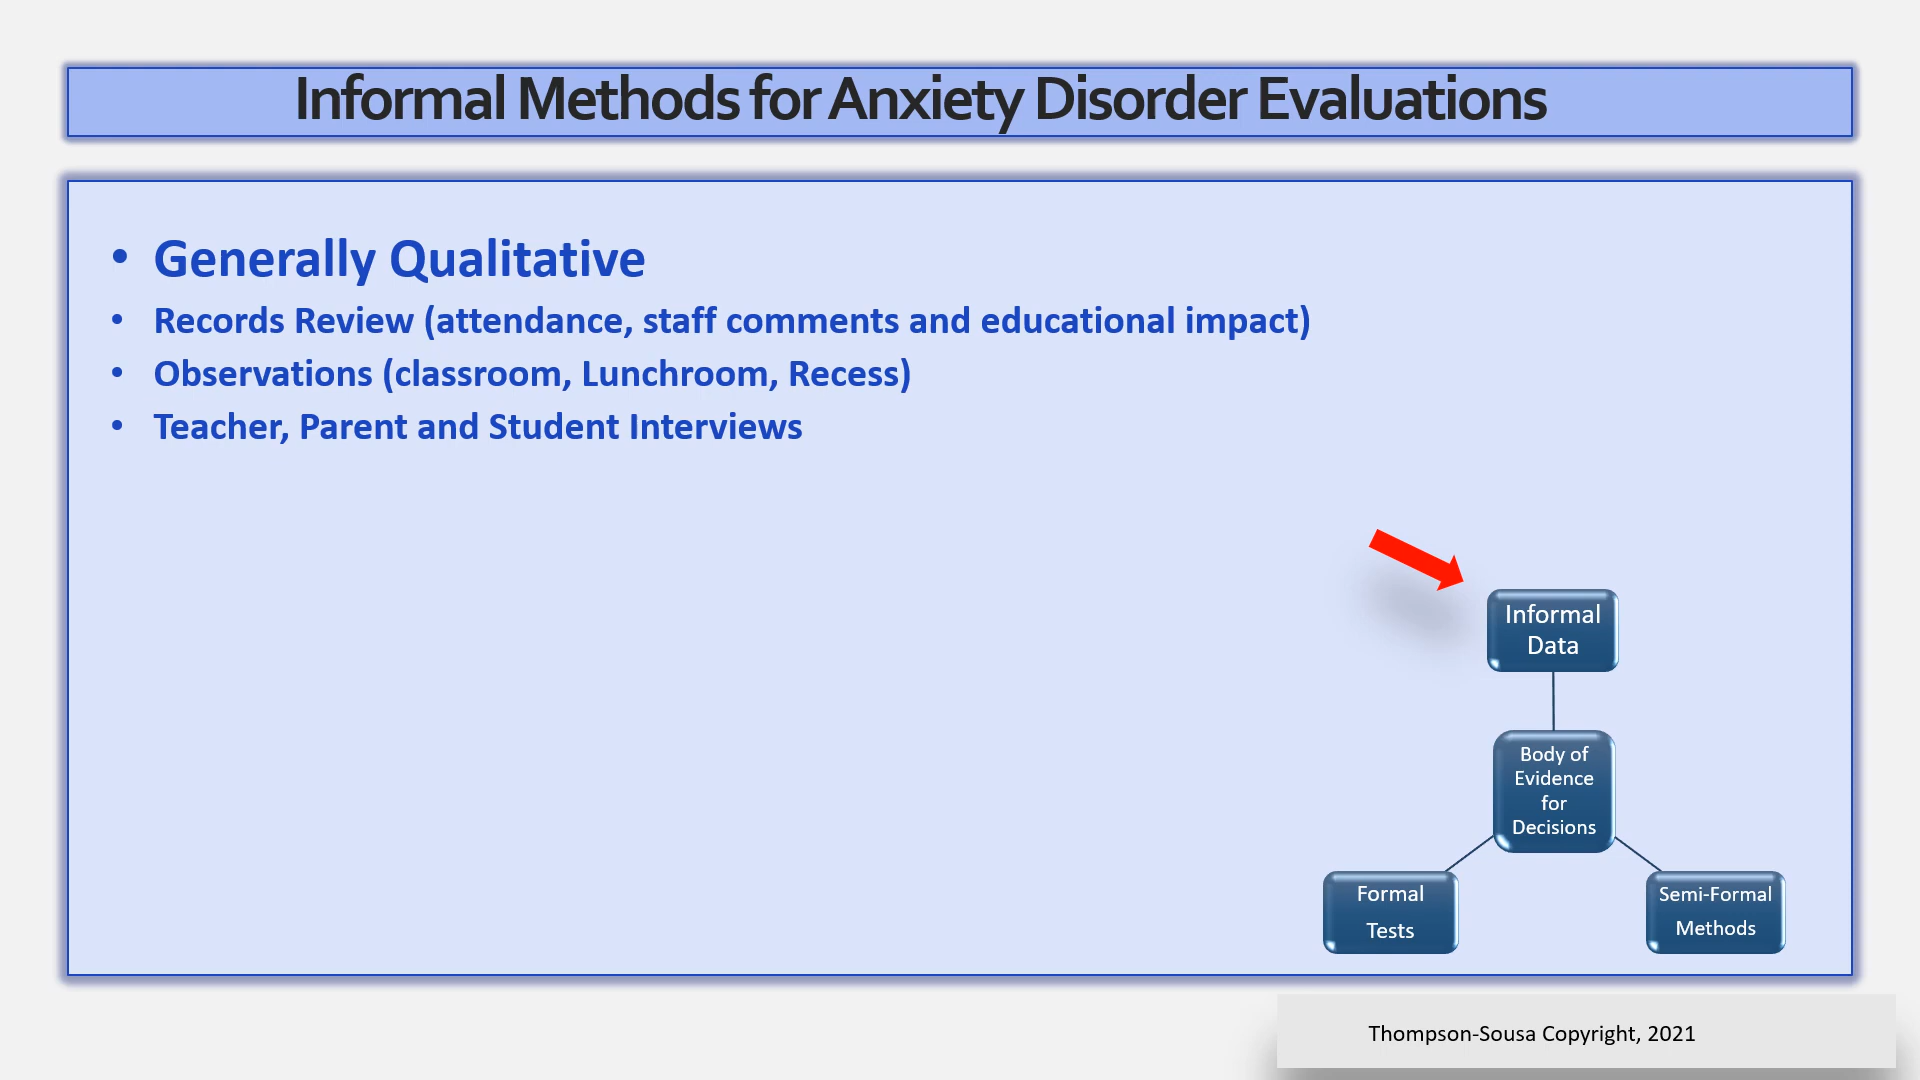 Informal Methods for Anxiety Disorder Evaluations
• Generally Qualitative
• Records Review (attendance, staff comments and educational impact)
• Observations (classroom, Lunchroom, Recess)
• Teacher, Parent and Student Interviews
Informal
Data
Body of
Evidence
for
Decisions
Formal
Tests
Semi-Formal
Methods
Thompson-Sousa Copyright, 2021